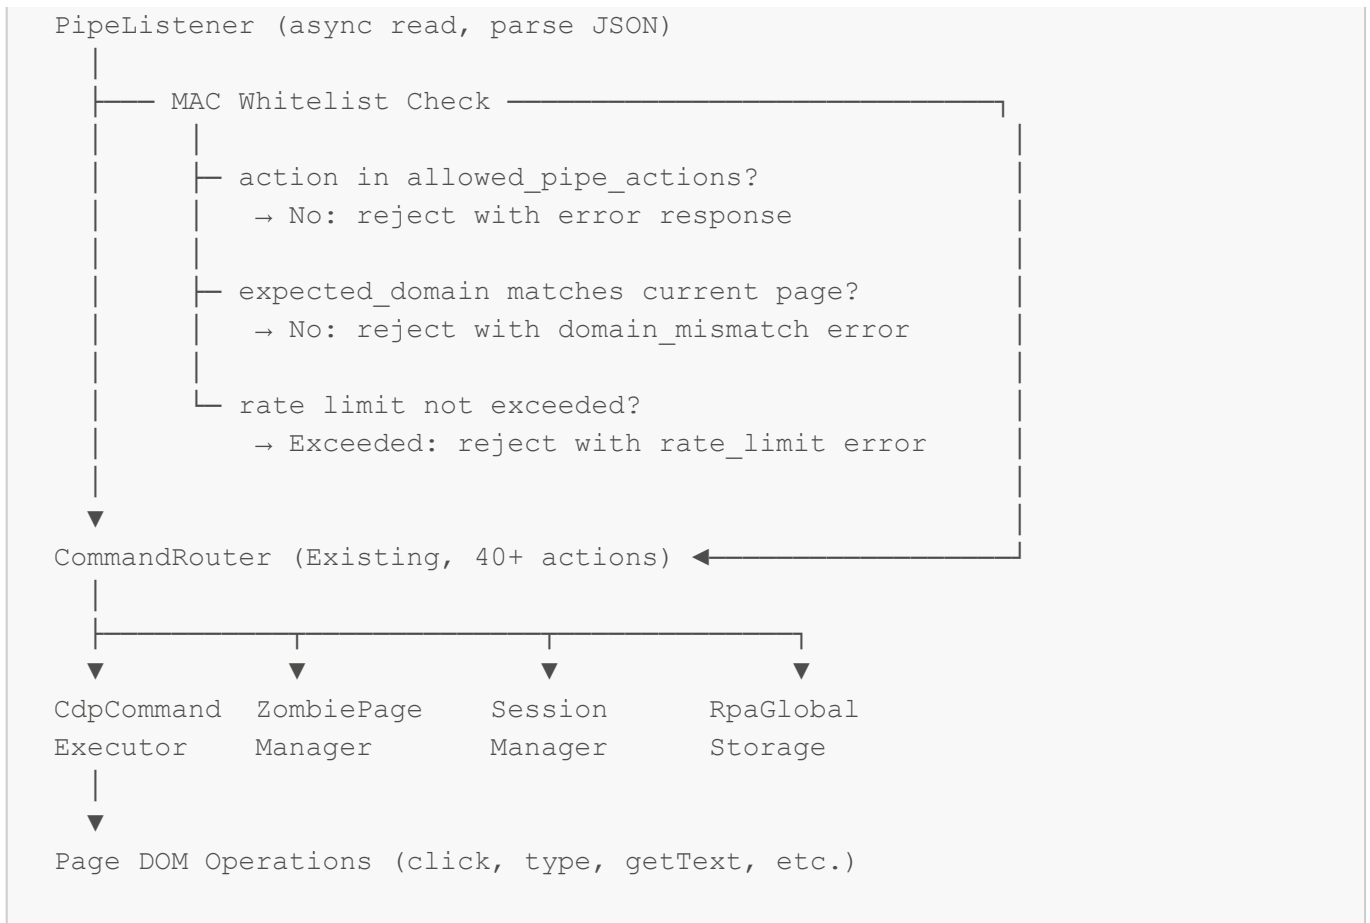 PipeListener (async read, parse JSON)
MAC Whitelist Check
action in allowed_pipe_actions?
→ No: reject with error response
expected_domain matches current page?
→ No: reject with domain_mismatch error
rate limit not exceeded?
→ Exceeded: reject with rate_limit error
CommandRouter (Existing, 40+ actions)
CdpCommand ZombiePage Session RpaGlobal
Executor Manager Manager Storage
Page DOM Operations (click, type, getText, etc.)